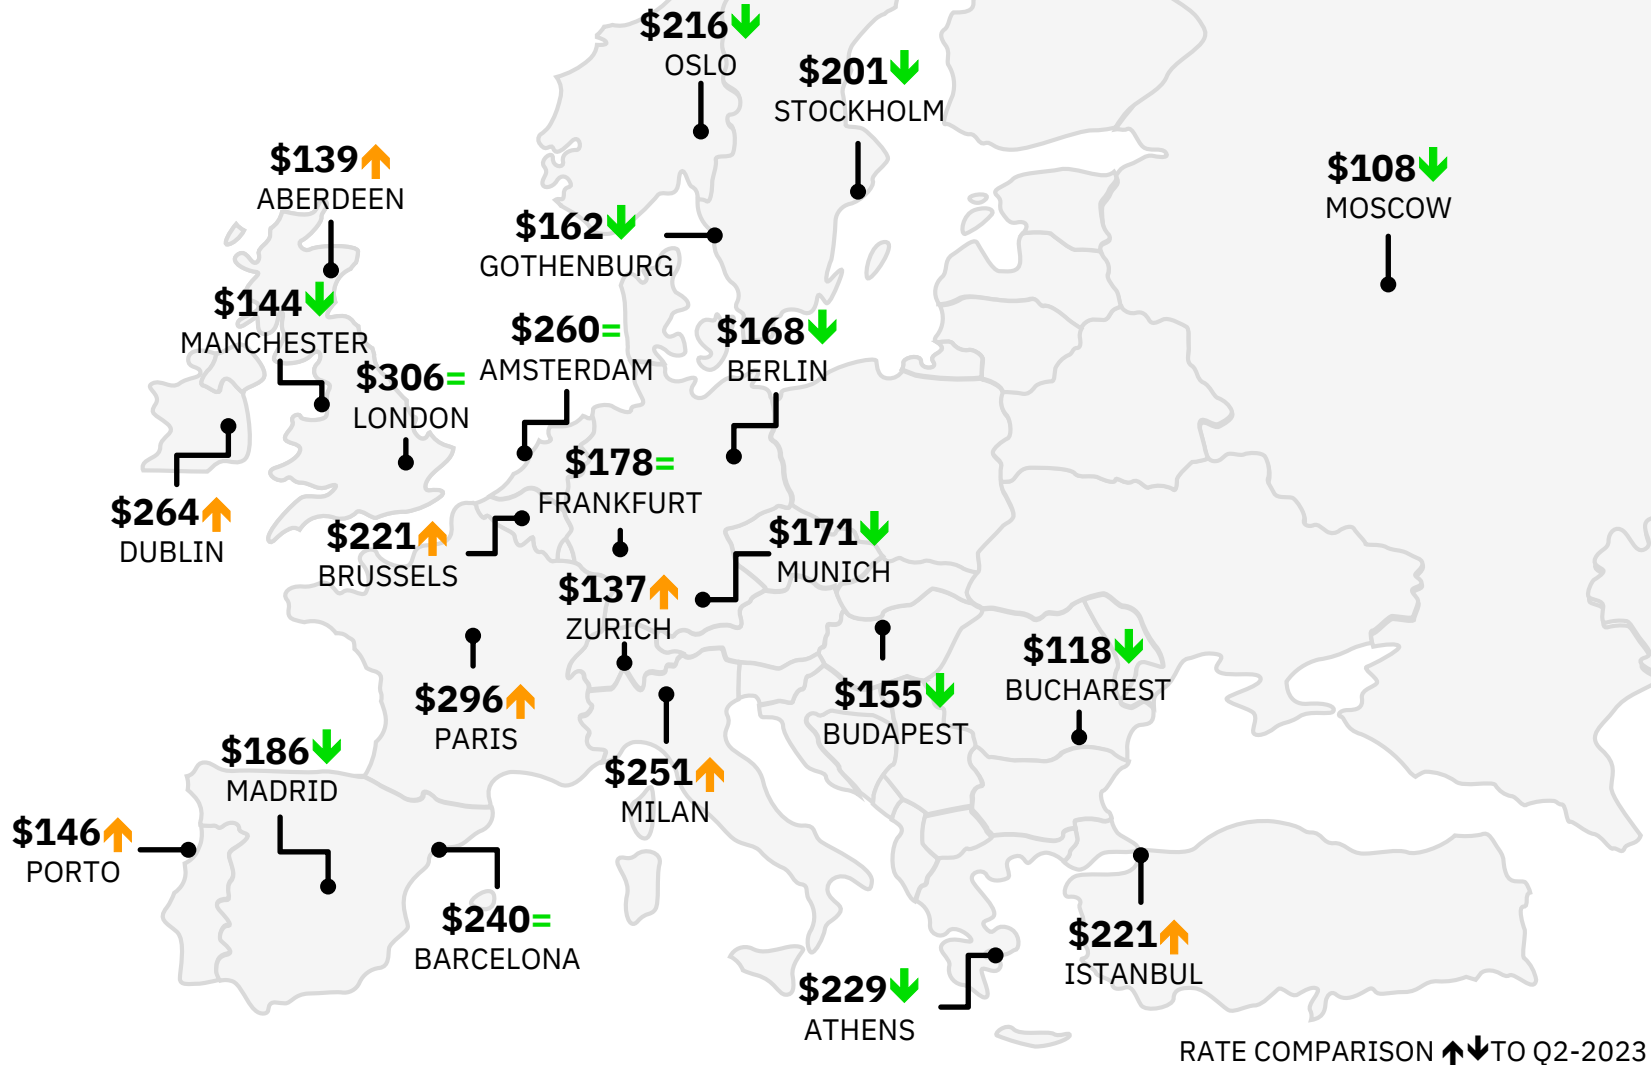 $216
OSLO
$201
STOCKHOLM
$139
ABERDEEN
$108
MOSCOW
$162
GOTHENBURG
$144
MANCHESTER
$260=
AMSTERDAM
$168
BERLIN
$306=
LONDON
$178=
FRANKFURT
$264
DUBLIN
$221
BRUSSELS
$171
MUNICH
$137
ZURICH
$118
BUCHAREST
$296
PARIS
$155
BUDAPEST
$186
MADRID
$251
MILAN
$146
PORTO
$240=
BARCELONA
$221
ISTANBUL
$229
ATHENS
RATE COMPARISON ↑↓TO Q2-2023